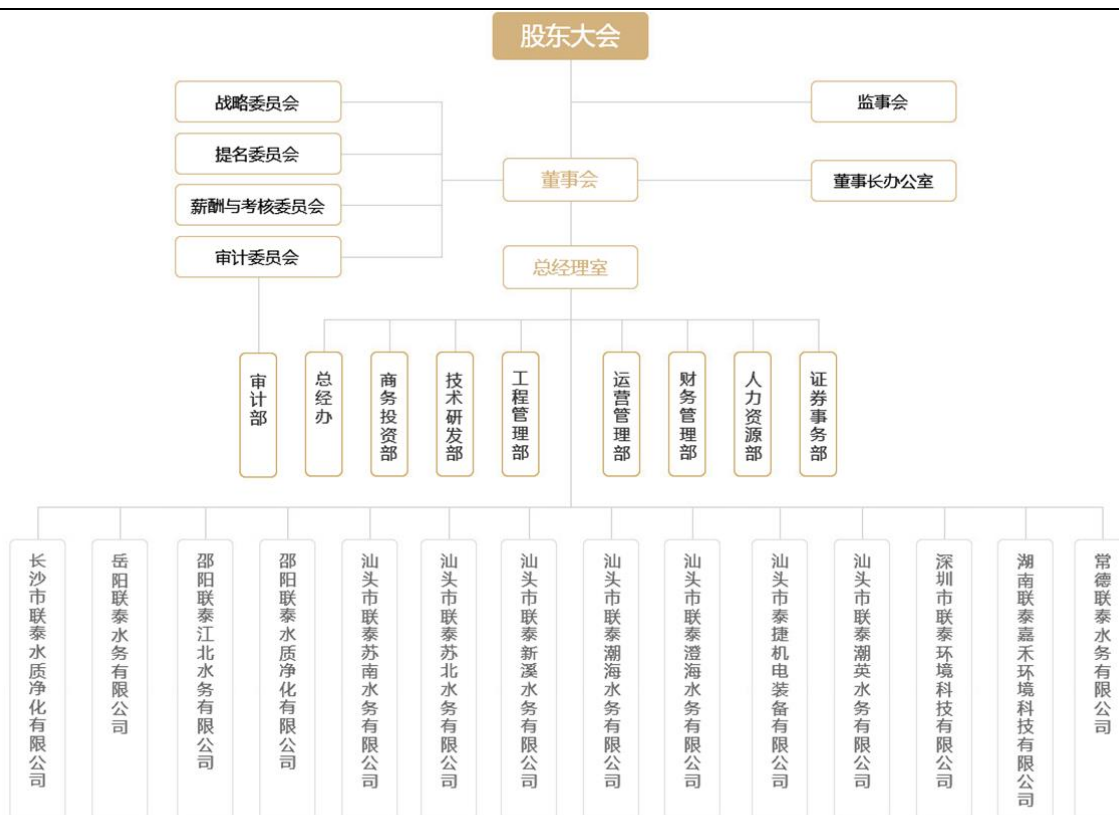 股东大会
战略委员会
监事会
提名委员会
董事会
董事长办公室
薪酬与考核委员会
审计委员会
总经理室
审计部
总经办
商务投资部
技术研发部
工程管理部
运营管理部
财务管理部
人力资源部
证券事务部
长沙市联泰水质净化有限公司
岳阳联泰水务有限公司
邵阳联泰江北水务有限公司
邵阳联泰水质净化有限公司
汕头市联泰苏南水务有限公司
汕头市联泰苏北水务有限公司
汕头市联泰新溪水务有限公司
汕头市联泰潮海水务有限公司
汕头市联泰澄海水务有限公司
汕头市泰捷机电装备有限公司
汕头市联泰潮英水务有限公司
深圳市联泰环境科技有限公司
湖南联泰嘉禾环境科技有限公司
常德联泰水务有限公司